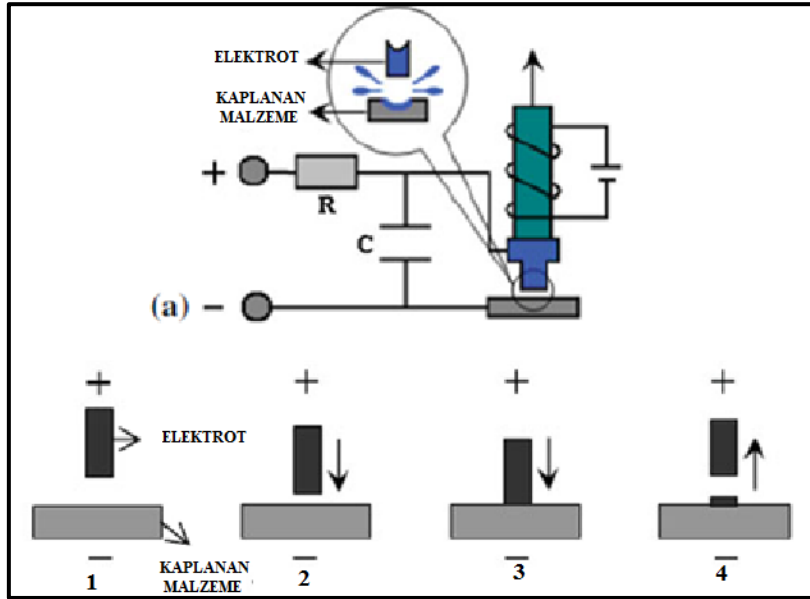 ELEKTROT
KAPLANAN
MALZEME
+
R
C
(a) −
+ + + +
ELEKTROT
− − − −
1 2 3 4
KAPLANAN
MALZEME